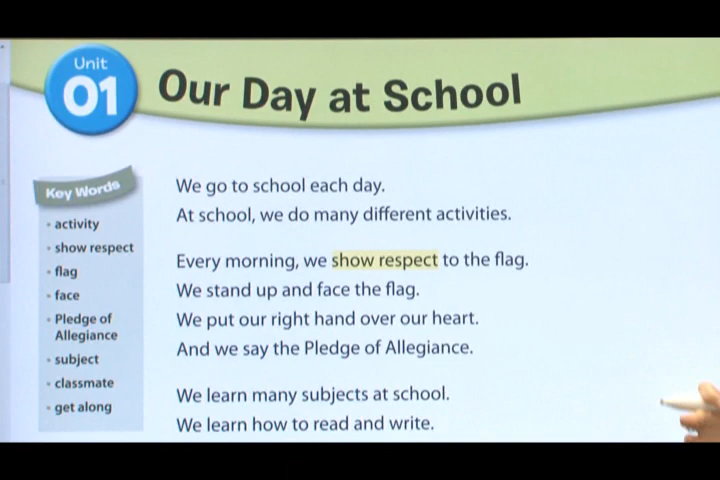 Unit
01
Our Day at School
Key Words
• activity
• show respect
• flag
• face
• Pledge of
Allegiance
• subject
• classmate
• get along
We go to school each day.
At school, we do many different activities.
Every morning, we show respect to the flag.
We stand up and face the flag.
We put our right hand over our heart.
And we say the Pledge of Allegiance.
We learn many subjects at school.
We learn how to read and write.